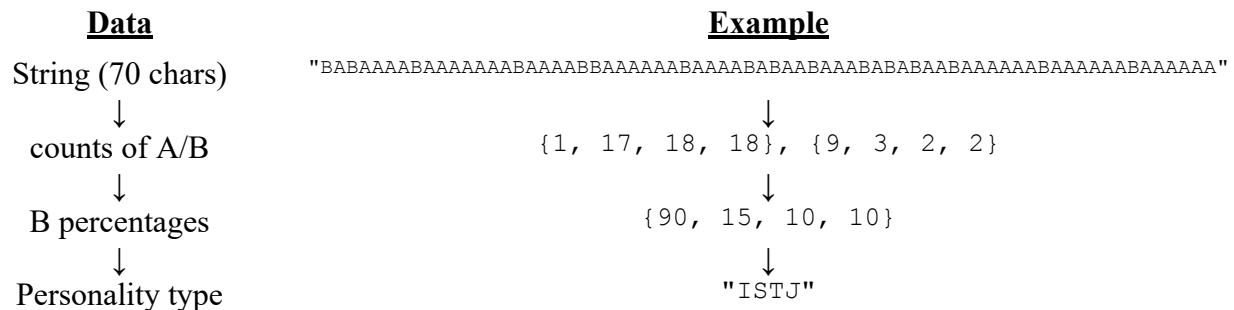 Data Example
String (70 chars) "BABAAAABAAAAAAABAAAABBAAAAAABAAAABABAABAAABABABAABAAAAAABAAAAAABAAAAAA"
↓ ↓
counts of A/B {1, 17, 18, 18}, {9, 3, 2, 2}
↓ ↓
B percentages {90, 15, 10, 10}
↓ ↓
Personality type "ISTJ"